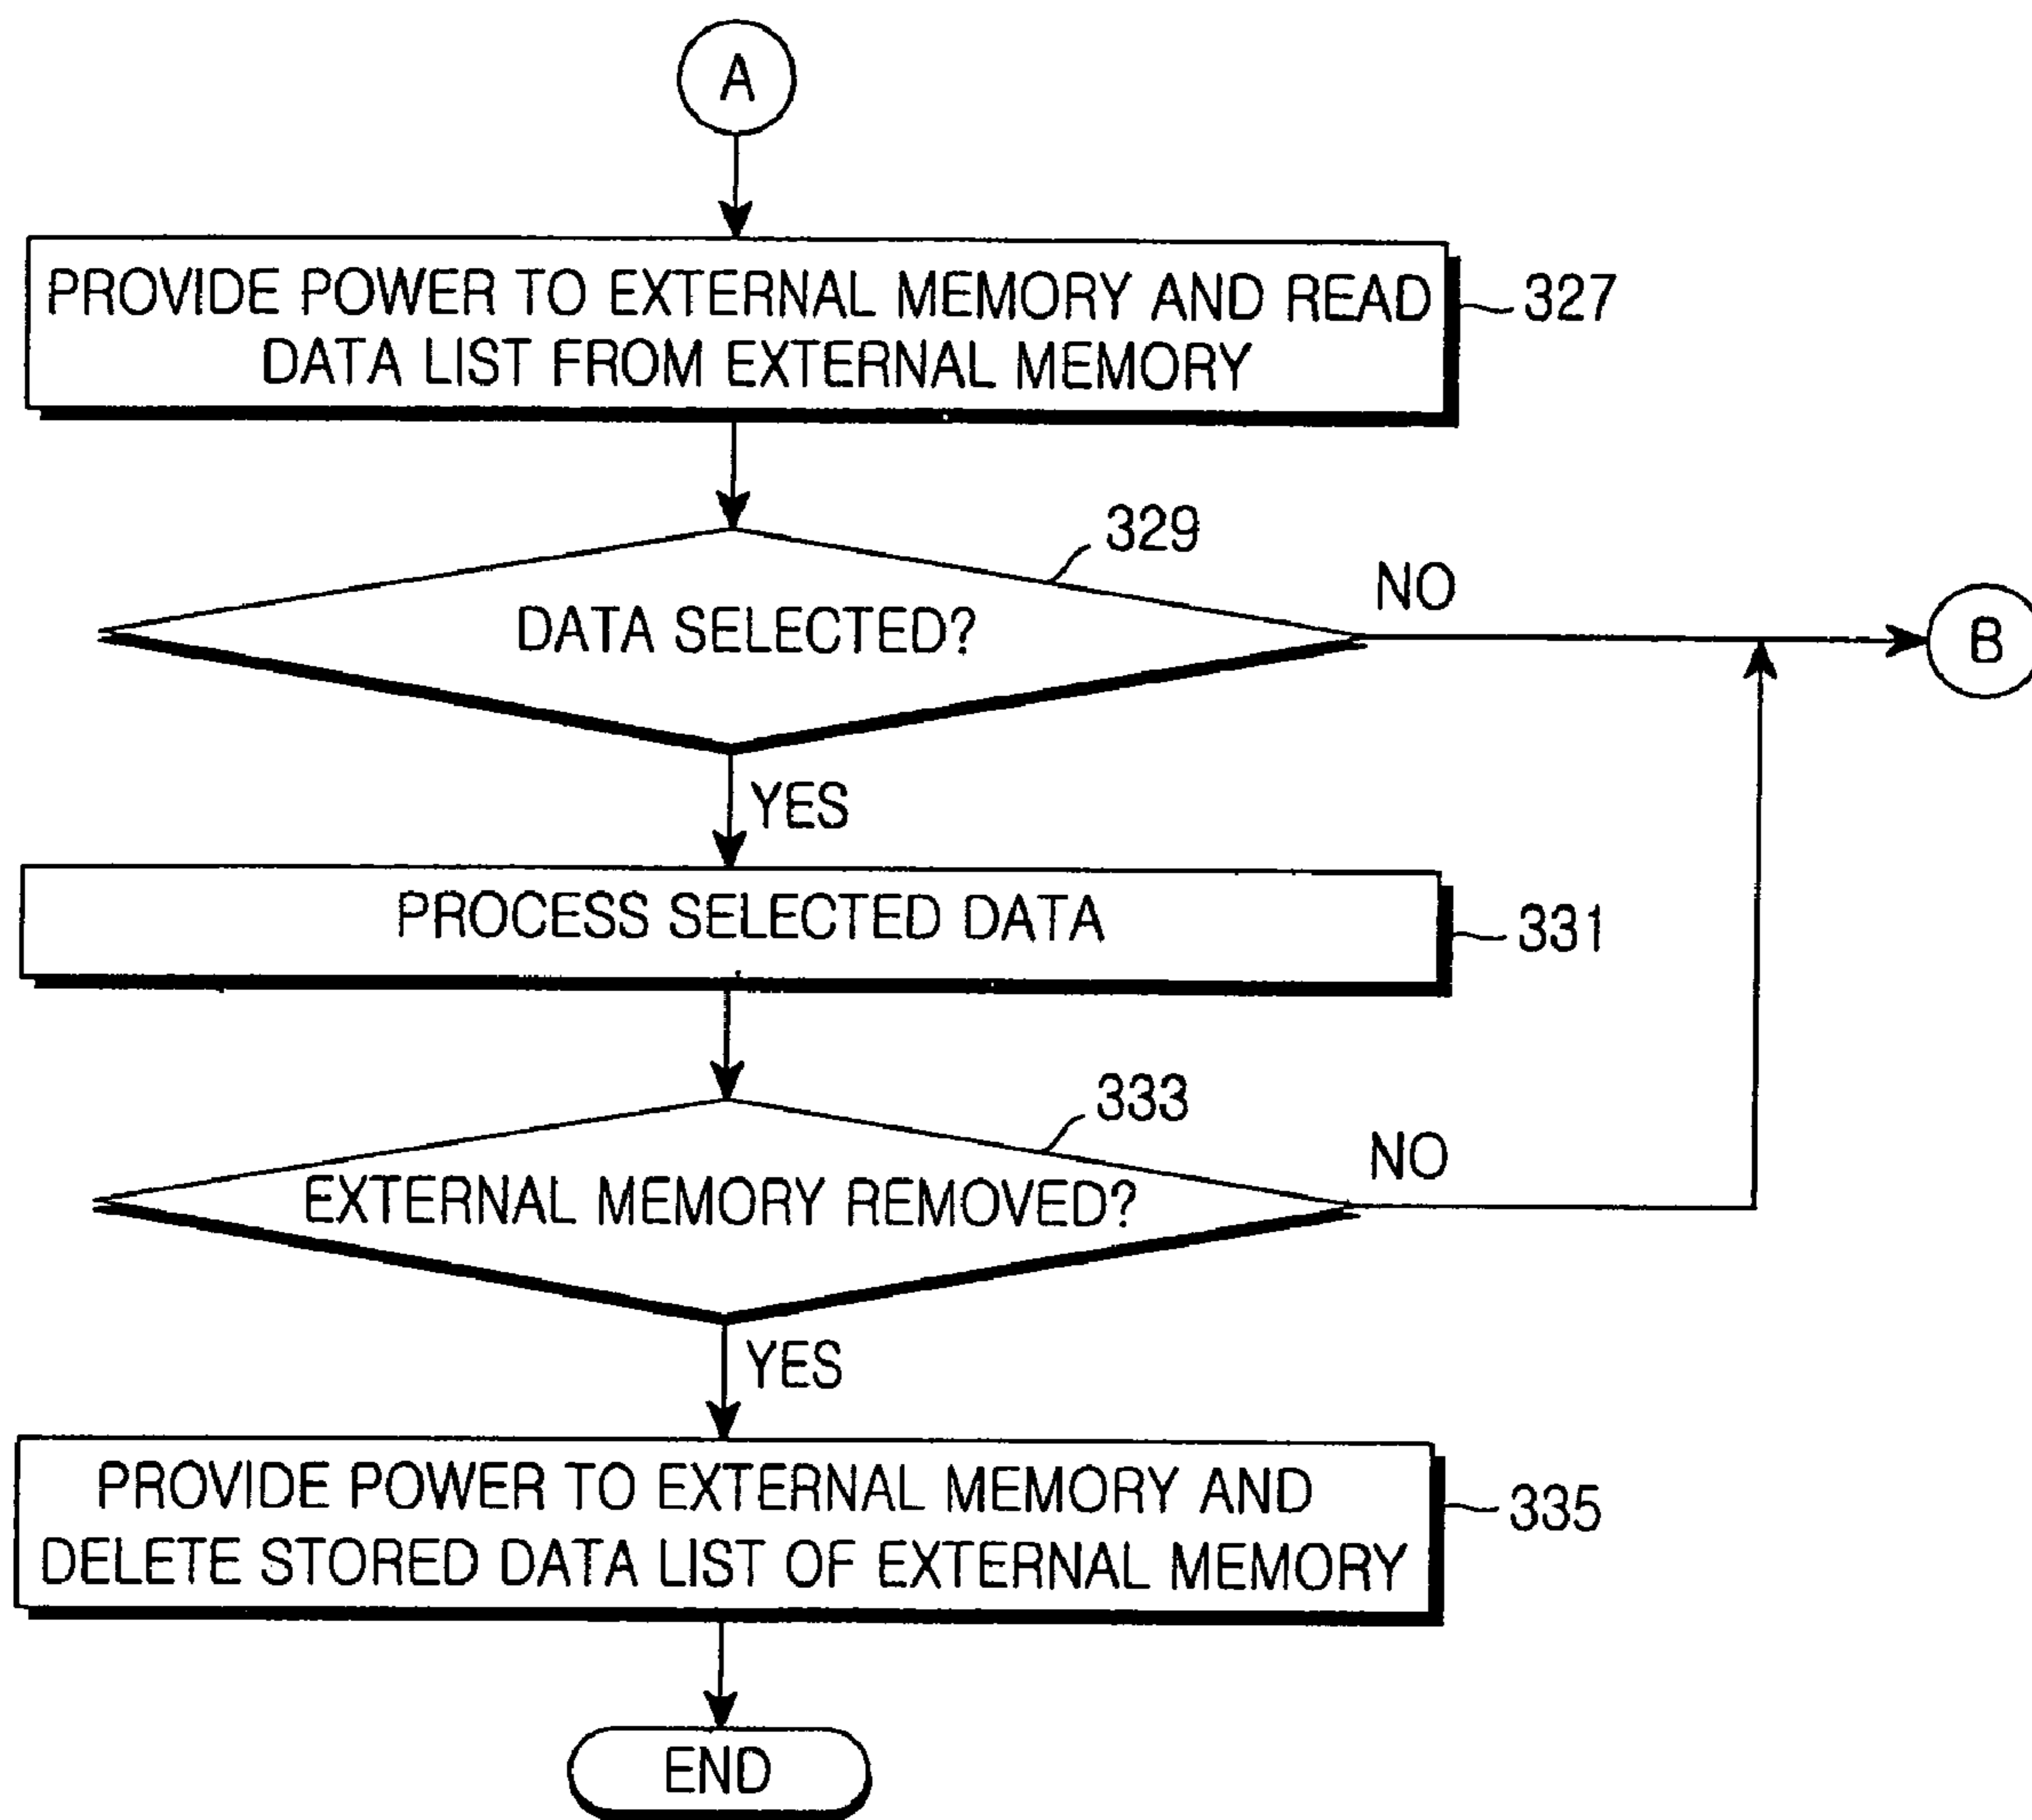 A
PROVIDE POWER TO EXTERNAL MEMORY AND READ
DATA LIST FROM EXTERNAL MEMORY
327
329
DATA SELECTED?
NO
B
YES
PROCESS SELECTED DATA
331
333
EXTERNAL MEMORY REMOVED?
NO
YES
PROVIDE POWER TO EXTERNAL MEMORY AND
DELETE STORED DATA LIST OF EXTERNAL MEMORY
335
END